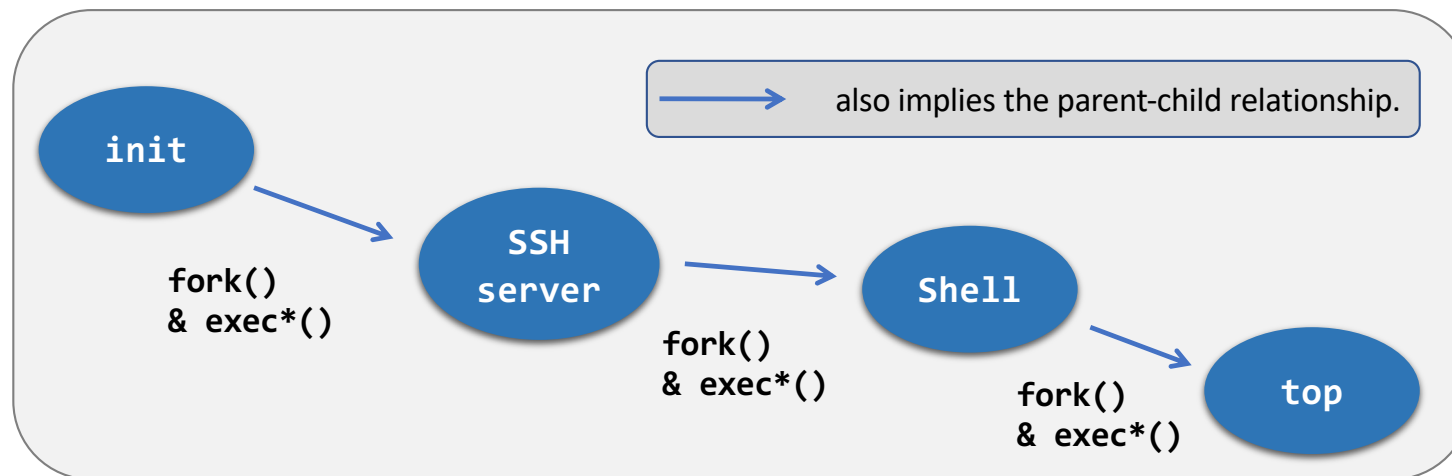 also implies the parent-child relationship.
init
SSH
server
fork()
& exec*()
Shell
fork()
& exec*()
top
fork()
& exec*()